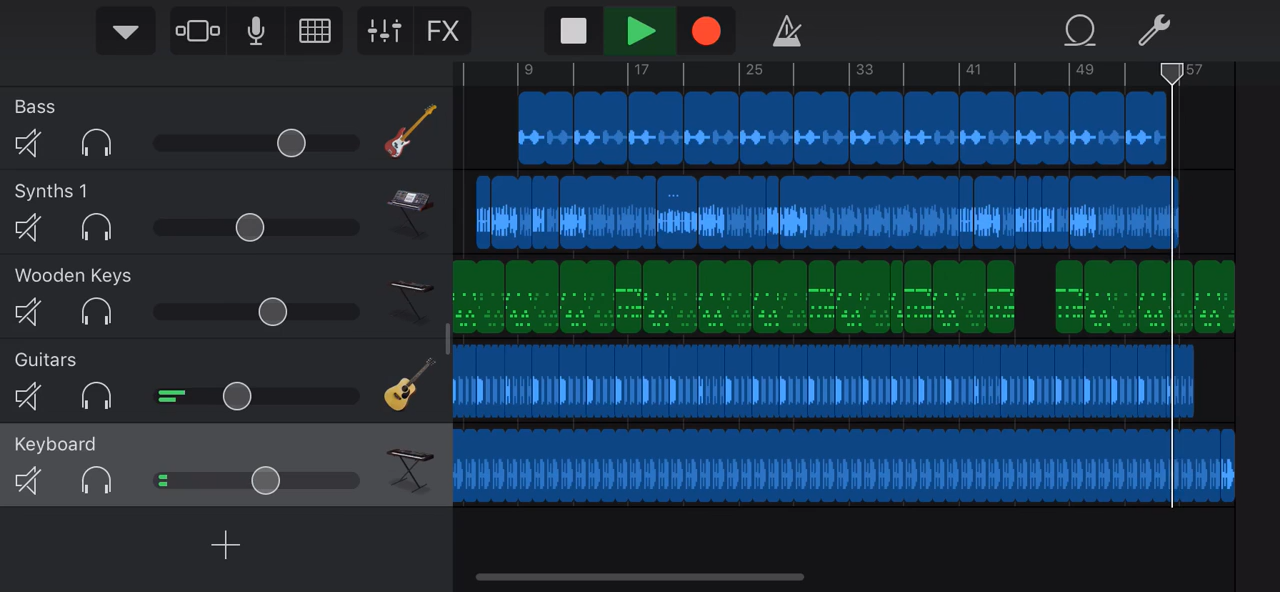 FX
9 17 25 33 41 49 57
Bass
Synths 1
...
Wooden Keys
Guitars
Keyboard